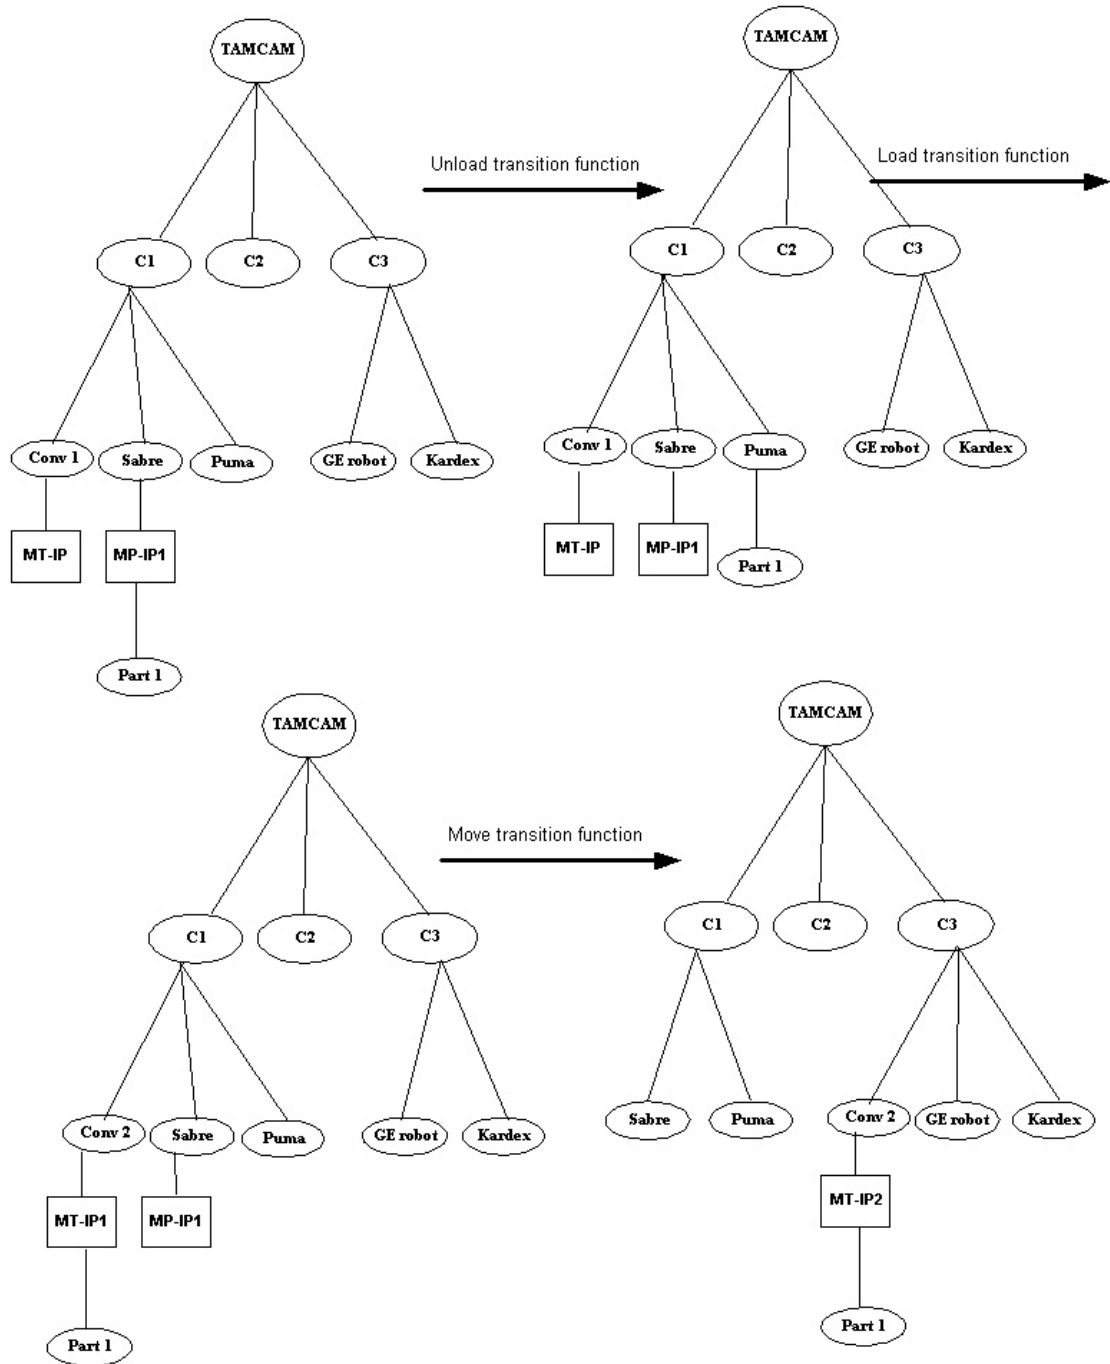 TAMCAM
TAMCAM
Unload transition function
Load transition function
C1
C2
C3
C1
C2
C3
Conv 1
Sabre
Puma
GE robot
Kardex
Conv 1
Sabre
Puma
GE robot
Kardex
MT-IP
MP-IP1
MT-IP
MP-IP1
Part 1
Part 1
TAMCAM
TAMCAM
Move transition function
C1
C2
C3
C1
C2
C3
Conv 2
Sabre
Puma
GE robot
Kardex
Sabre
Puma
Conv 2
GE robot
Kardex
MT-IP1
MP-IP1
MT-IP2
Part 1
Part 1